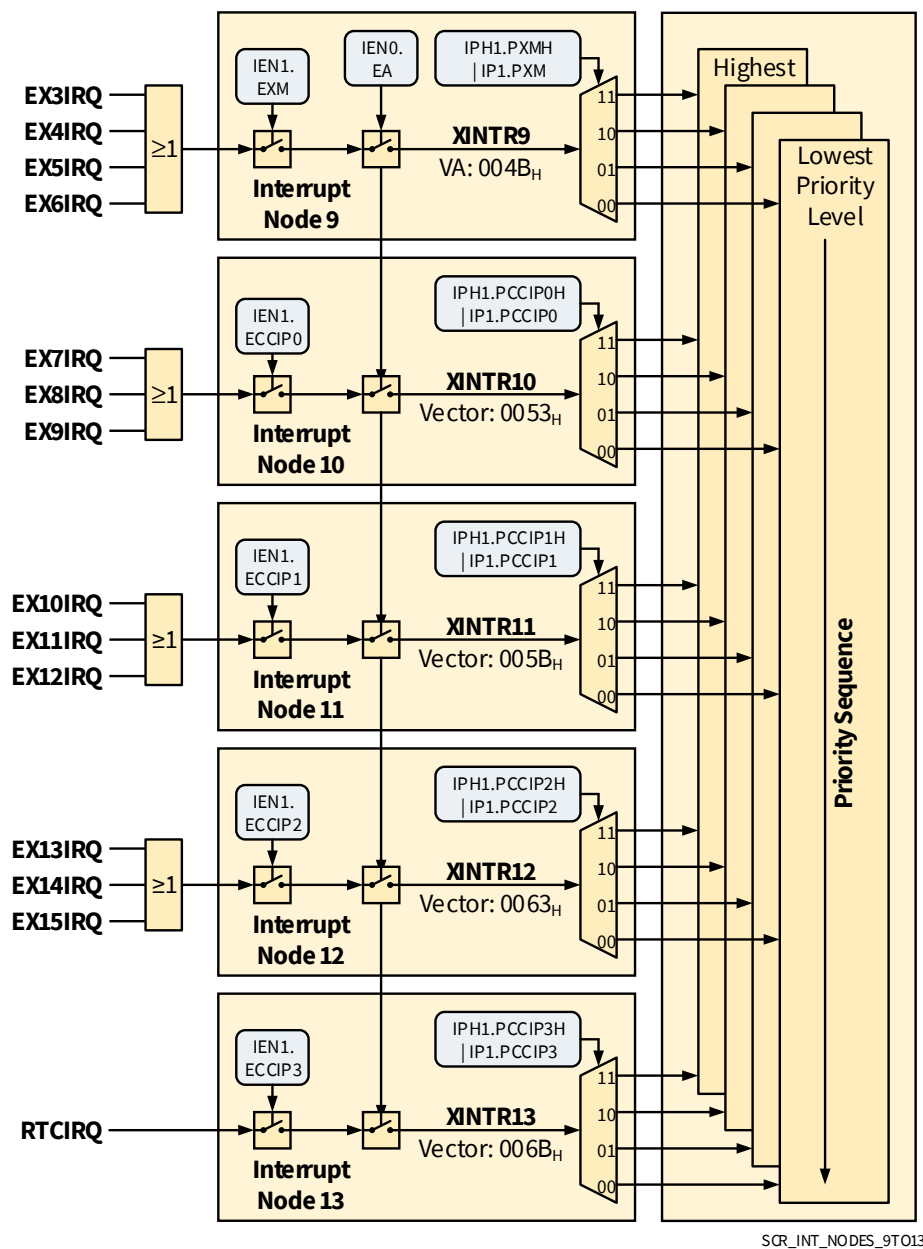 IEN1.
EXM
IEN0.
EA
IPH1.PXMH
| IP1.PXM
EX3IRQ
EX4IRQ
EX5IRQ
EX6IRQ
≥1
XINTR9
VA: 004BH
Interrupt
Node 9
11
10
01
00
Highest
Lowest
Priority
Level
Priority Sequence
IEN1.
ECCIP0
IPH1.PCCIP0H
| IP1.PCCIP0
EX7IRQ
EX8IRQ
EX9IRQ
≥1
XINTR10
Vector: 0053H
Interrupt
Node 10
11
10
01
00
IEN1.
ECCIP1
IPH1.PCCIP1H
| IP1.PCCIP1
EX10IRQ
EX11IRQ
EX12IRQ
≥1
XINTR11
Vector: 005BH
Interrupt
Node 11
11
10
01
00
IEN1.
ECCIP2
IPH1.PCCIP2H
| IP1.PCCIP2
EX13IRQ
EX14IRQ
EX15IRQ
≥1
XINTR12
Vector: 0063H
Interrupt
Node 12
11
10
01
00
IEN1.
ECCIP3
IPH1.PCCIP3H
| IP1.PCCIP3
RTCIRQ
XINTR13
Vector: 006BH
Interrupt
Node 13
11
10
01
00
SCR_INT_NODES_9TO13